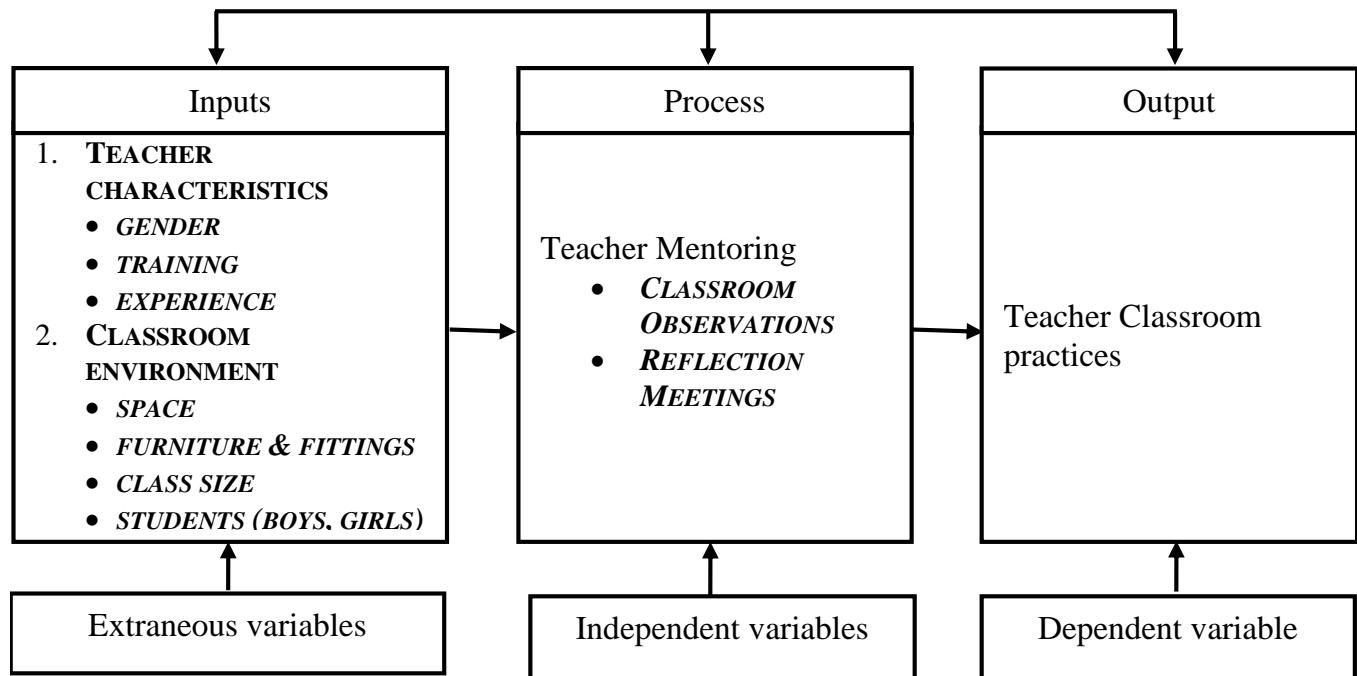 Inputs
1. TEACHER
CHARACTERISTICS
• GENDER
• TRAINING
• EXPERIENCE
2. CLASSROOM
ENVIRONMENT
• SPACE
• FURNITURE & FITTINGS
• CLASS SIZE
• STUDENTS (BOYS, GIRLS)
Process
Teacher Mentoring
• CLASSROOM
OBSERVATIONS
• REFLECTION
MEETINGS
Output
Teacher Classroom
practices
Extraneous variables
Independent variables
Dependent variable